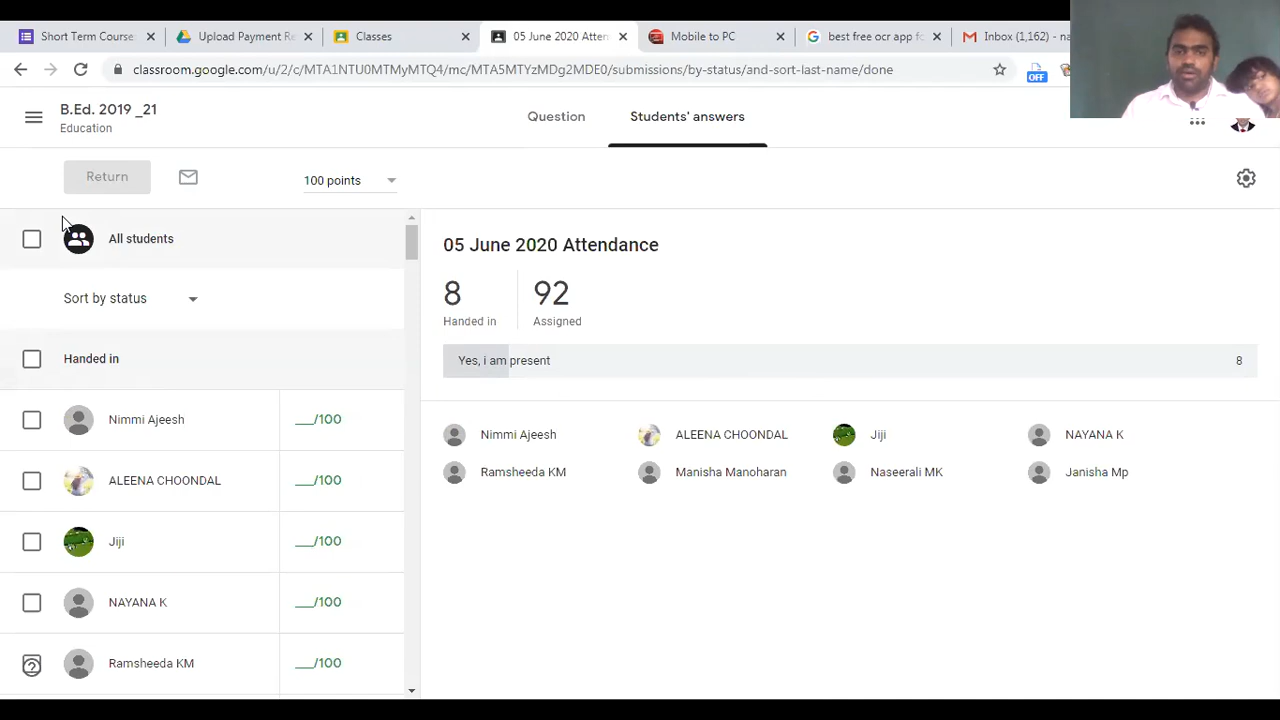 Short Term Course
Upload Payment Re
Classes
05 June 2020 Atten
Mobile to PC
best free ocr app fo
Inbox (1,162) - na
classroom.google.com/u/2/c/MTA1NTU0MTMyMTQ4/mc/MTA5MTYzMDg2MDE0/submissions/by-status/and-sort-last-name/done
OFF
B.Ed. 2019 _21
Education
Question
Students' answers
Return
100 points
All students
Sort by status
Handed in
Nimmi Ajeesh
__/100
ALEENA CHOONDAL
__/100
Jiji
__/100
NAYANA K
__/100
Ramsheeda KM
__/100
05 June 2020 Attendance
8
92
Handed in
Assigned
Yes, i am present
8
Nimmi Ajeesh
ALEENA CHOONDAL
Jiji
NAYANA K
Ramsheeda KM
Manisha Manoharan
Naseerali MK
Janisha Mp